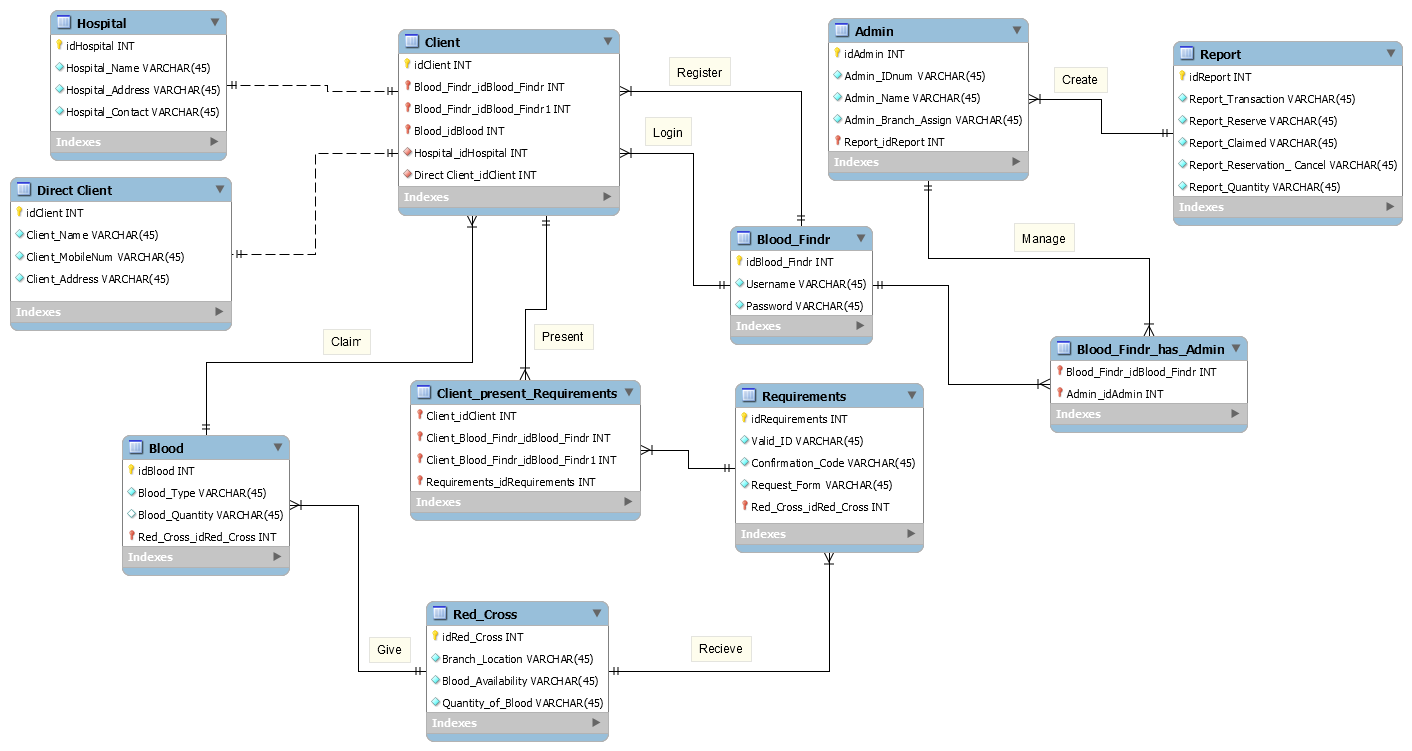 Hospital
idHospital INT
Hospital_Name VARCHAR(45)
Hospital_Address VARCHAR(45)
Hospital_Contact VARCHAR(45)
Indexes
Direct Client
idClient INT
Client_Name VARCHAR(45)
Client_MobileNum VARCHAR(45)
Client_Address VARCHAR(45)
Indexes
Client
idClient INT
Blood_Findr_idBlood_Findr INT
Blood_Findr_idBlood_Findr1 INT
Blood_idBlood INT
Hospital_idHospital INT
Direct Client_idClient INT
Indexes
Register
Login
Admin
idAdmin INT
Admin_IDnum VARCHAR(45)
Admin_Name VARCHAR(45)
Admin_Branch_Assign VARCHAR(45)
Report_idReport INT
Indexes
Create
Report
idReport INT
Report_Transaction VARCHAR(45)
Report_Reserve VARCHAR(45)
Report_Claimed VARCHAR(45)
Report_Reservation_ Cancel VARCHAR(45)
Report_Quantity VARCHAR(45)
Indexes
Manage
Blood_Findr
idBlood_Findr INT
Username VARCHAR(45)
Password VARCHAR(45)
Indexes
Blood_Findr_has_Admin
Blood_Findr_idBlood_Findr INT
Admin_idAdmin INT
Indexes
Claim
Present
Client_present_Requirements
Client_idClient INT
Client_Blood_Findr_idBlood_Findr INT
Client_Blood_Findr_idBlood_Findr1 INT
Requirements_idRequirements INT
Indexes
Requirements
idRequirements INT
Valid_ID VARCHAR(45)
Confirmation_Code VARCHAR(45)
Request_Form VARCHAR(45)
Red_Cross_idRed_Cross INT
Indexes
Blood
idBlood INT
Blood_Type VARCHAR(45)
Blood_Quantity VARCHAR(45)
Red_Cross_idRed_Cross INT
Indexes
Give
Red_Cross
idRed_Cross INT
Branch_Location VARCHAR(45)
Blood_Availability VARCHAR(45)
Quantity_of_Blood VARCHAR(45)
Indexes
Recieve